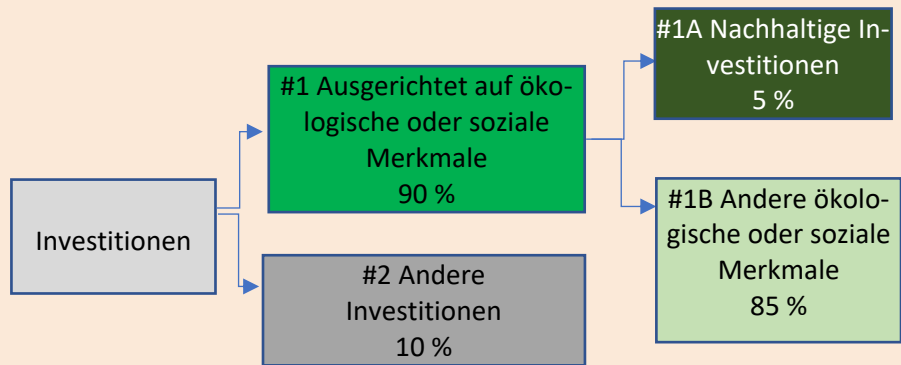 Investitionen
#1 Ausgerichtet auf öko-
logische oder soziale
Merkmale
90 %
#2 Andere
Investitionen
10 %
#1A Nachhaltige In-
vestitionen
5 %
#1B Andere ökolo-
gische oder soziale
Merkmale
85 %